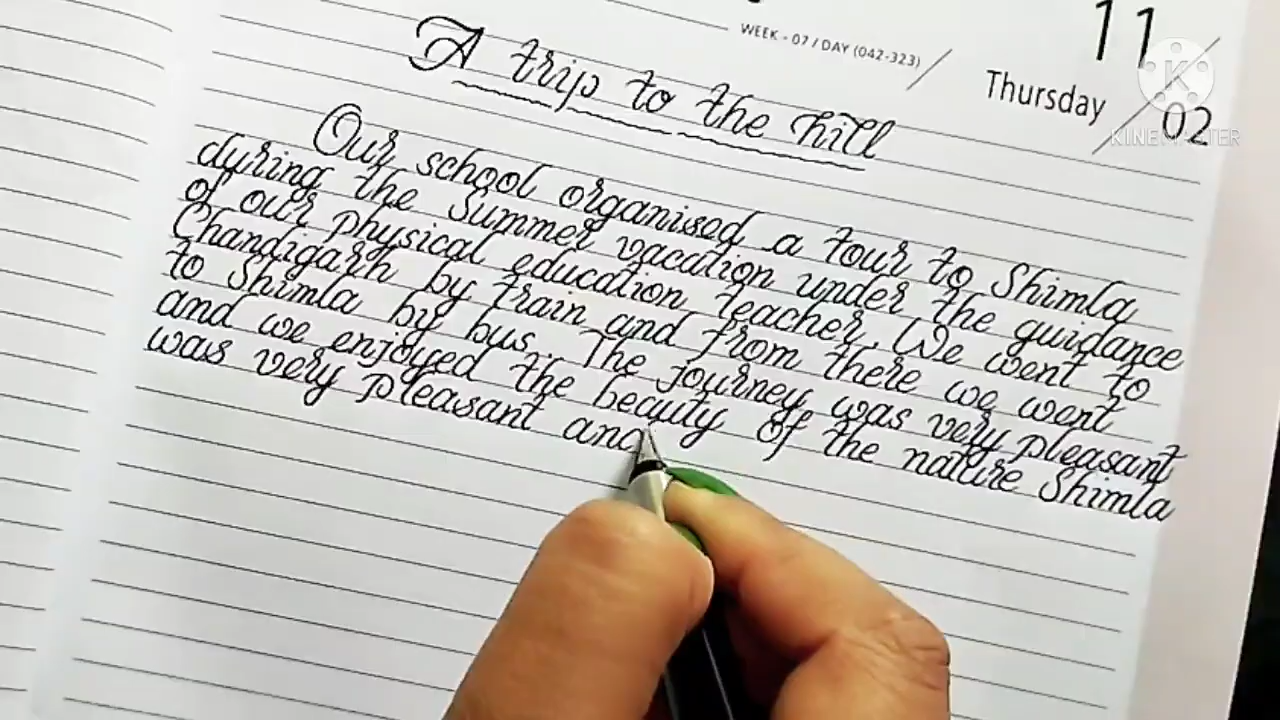 11
WEEK - 07 / DAY (042-323)
Thursday
02
KINEMASTER
A trip to the hill
Our school organised a tour to Shimla
during the Summer vacation under the guidance
of our physical education teacher. We went to
Chandigarh by train and from there we went
to Shimla by bus. The journey was very pleasant
and we enjoyed the beauty of the nature Shimla
was very pleasant and